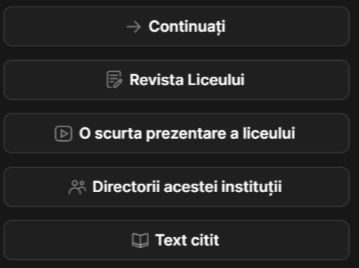 Continuați
Revista Liceului
O scurta prezentare a liceului
Directorii acestei instituții
Text citit